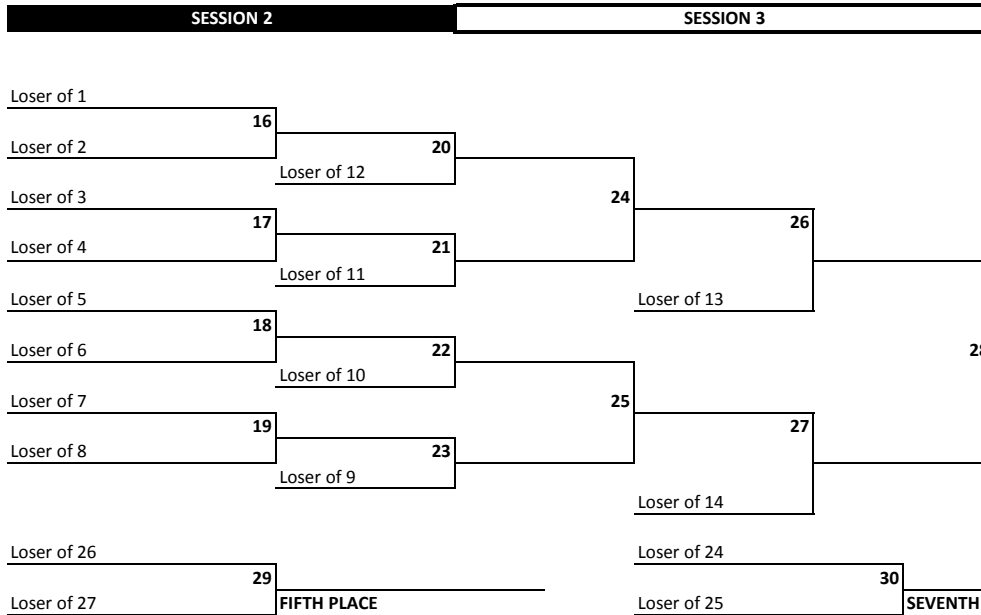 SESSION 2
SESSION 3
Loser of 1
16
Loser of 2
20
Loser of 12
Loser of 3
24
17
26
Loser of 4
21
Loser of 11
Loser of 5
Loser of 13
18
Loser of 6
22
28
Loser of 10
Loser of 7
25
19
27
Loser of 8
23
Loser of 9
Loser of 14
Loser of 26
Loser of 24
29
30
Loser of 27
FIFTH PLACE
Loser of 25
SEVENTH